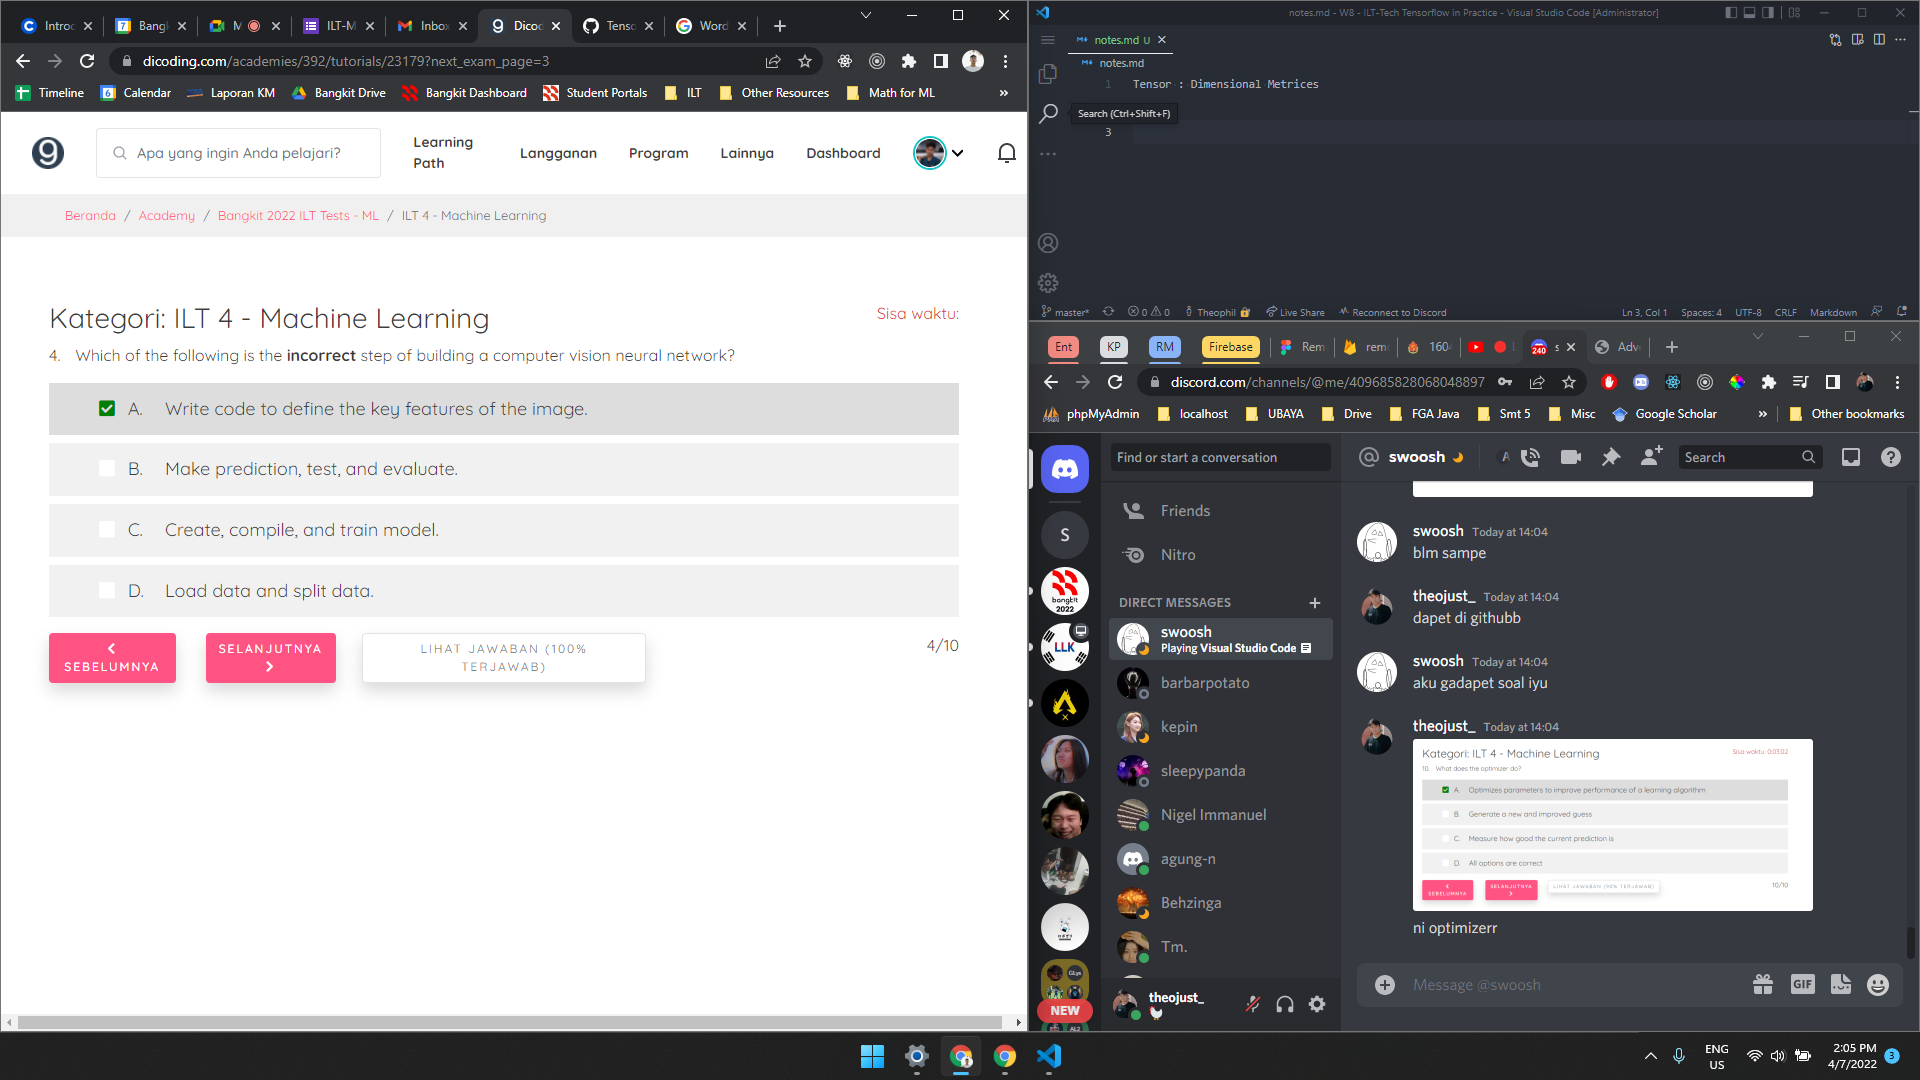 Introc
Bangk
M
ILT-M
Inbox
Dicoc
Tenso
Word
dicoding.com/academies/392/tutorials/23179?next_exam_page=3
Timeline
Calendar
Laporan KM
Bangkit Drive
Bangkit Dashboard
Student Portals
ILT
Other Resources
Math for ML
»
Apa yang ingin Anda pelajari?
Learning
Path
Langganan
Program
Lainnya
Dashboard
Beranda / Academy / Bangkit 2022 ILT Tests - ML / ILT 4 - Machine Learning
Kategori: ILT 4 - Machine Learning
Sisa waktu:
4. Which of the following is the incorrect step of building a computer vision neural network?
A. Write code to define the key features of the image.
B. Make prediction, test, and evaluate.
C. Create, compile, and train model.
D. Load data and split data.
SEBELUMNYA
SELANJUTNYA
LIHAT JAWABAN (100%
TERJAWAB)
4/10
notes.md - W8 - ILT-Tech Tensorflow in Practice - Visual Studio Code [Administrator]
notes.md U
notes.md
1 Tensor : Dimensional Metrices
Search (Ctrl+Shift+F)
3
master*
0 0
Theophil
Live Share
Reconnect to Discord
Ln 3, Col 1
Spaces: 4
UTF-8
CRLF
Markdown
Ent
KP
RM
Firebase
Rem
rem
160
240
s
Adv
discord.com/channels/@me/409685828068048897
phpMyAdmin
localhost
UBAYA
Drive
FGA Java
Smt 5
Misc
Google Scholar
»
Other bookmarks
Find or start a conversation
swoosh
A
Search
Friends
Nitro
DIRECT MESSAGES
swoosh
Playing Visual Studio Code
barbarpotato
kepin
sleepypanda
Nigel Immanuel
agung-n
Behzinga
Tm.
theojust_
S
bangkit
2022
LLK
NEW
swoosh Today at 14:04
blm sampe
theojust_ Today at 14:04
dapet di githubb
swoosh Today at 14:04
aku gadapet soal iyu
theojust_ Today at 14:04
Kategori: ILT 4 - Machine Learning
Sisa waktu: 0:03:02
10. What does the optimizer do?
A. Optimizes parameters to improve performance of a learning algorithm
B. Generate a new and improved guess
C. Measure how good the current prediction is
D. All options are correct
SEBELUMNYA
SELANJUTNYA
LIHAT JAWABAN (90% TERJAWAB)
10/10
ni optimizerr
Message @swoosh
GIF
ENG
US
2:05 PM
4/7/2022
3